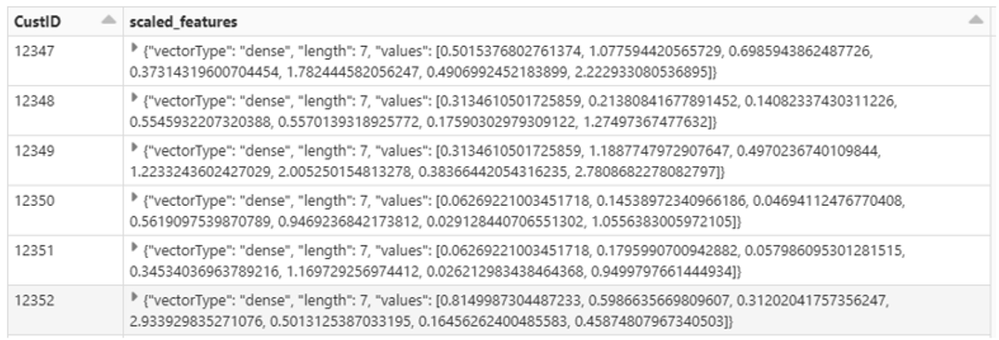 CustID scaled_features
12347 {"vectorType": "dense", "length": 7, "values": [0.5015376802761374, 1.077594420565729, 0.6985943862487726,
0.37314319600704454, 1.782444582056247, 0.4906992452183899, 2.222933080536895]}
12348 {"vectorType": "dense", "length": 7, "values": [0.3134610501725859, 0.21380841677891452, 0.14082337430311226,
0.5545932207320388, 0.5570139318925772, 0.17590302979309122, 1.27497367477632]}
12349 {"vectorType": "dense", "length": 7, "values": [0.3134610501725859, 1.1887747972907647, 0.4970236740109844,
1.2233243602427029, 2.005250154813278, 0.38366442054316235, 2.7808682278082797]}
12350 {"vectorType": "dense", "length": 7, "values": [0.06269221003451718, 0.14538972340966186, 0.04694112476770408,
0.5619097539870789, 0.9469236842173812, 0.029128440706551302, 1.05563830005972105]}
12351 {"vectorType": "dense", "length": 7, "values": [0.06269221003451718, 0.1795990700942882, 0.057986095301281515,
0.34534036963789216, 1.169729256974412, 0.026212983438464368, 0.9499797661444934]}
12352 {"vectorType": "dense", "length": 7, "values": [0.8149987304487233, 0.5986635669809607, 0.31202041757356247,
2.933929835271076, 0.5013125387033195, 0.16456262400485583, 0.45874807967340503]}